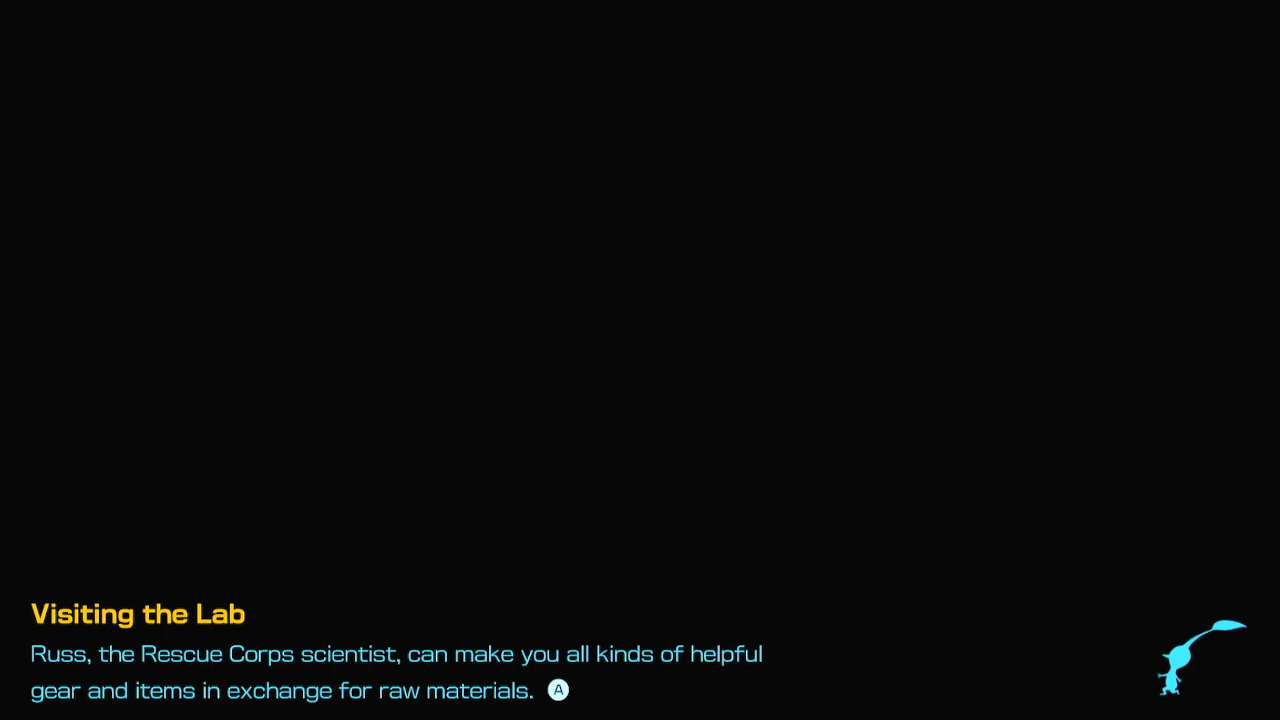 Visiting the Lab
Russ, the Rescue Corps scientist, can make you all kinds of helpful
gear and items in exchange for raw materials. A